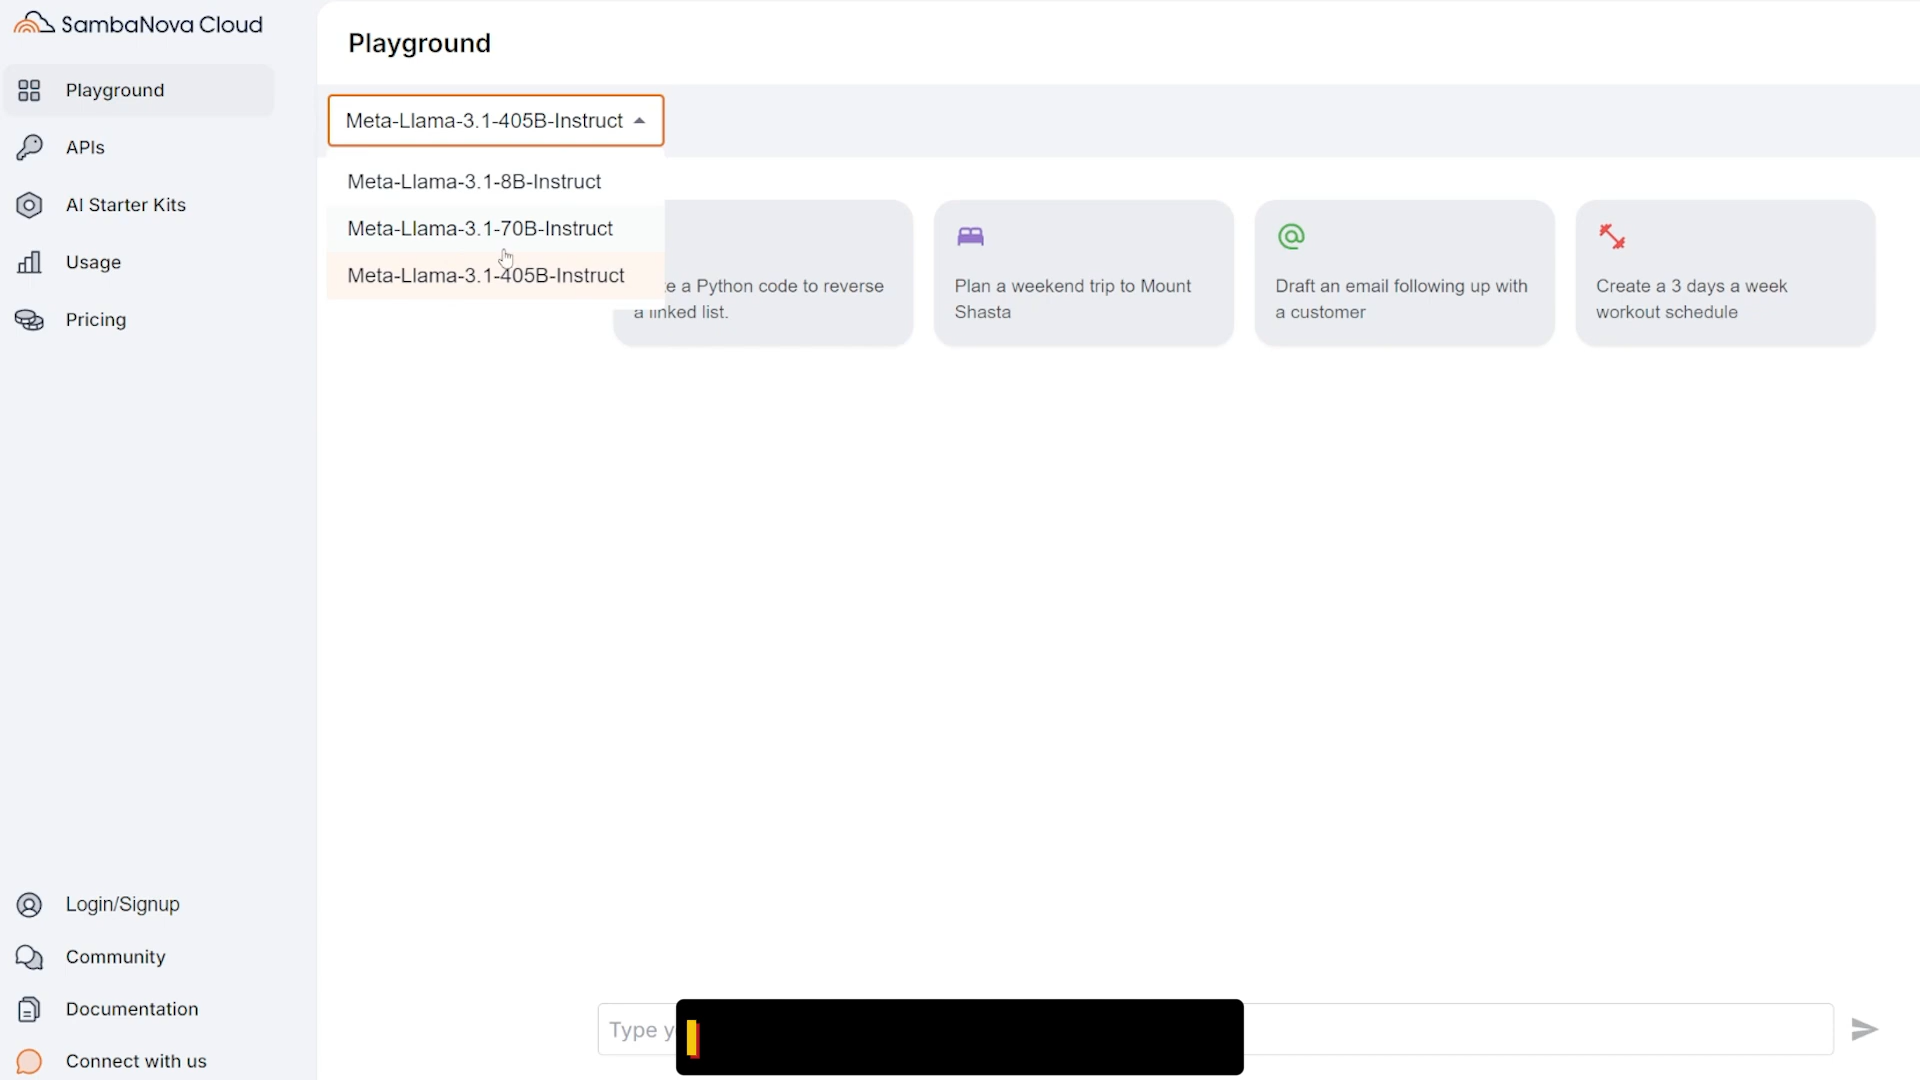 SambaNova Cloud
Playground
APIs
AI Starter Kits
Usage
Pricing
Login/Signup
Community
Documentation
Connect with us
Playground
Meta-Llama-3.1-405B-Instruct
Meta-Llama-3.1-8B-Instruct
Meta-Llama-3.1-70B-Instruct
Meta-Llama-3.1-405B-Instruct
a Python code to reverse
a linked list.
Plan a weekend trip to Mount
Shasta
Draft an email following up with
a customer
Create a 3 days a week
workout schedule
Type